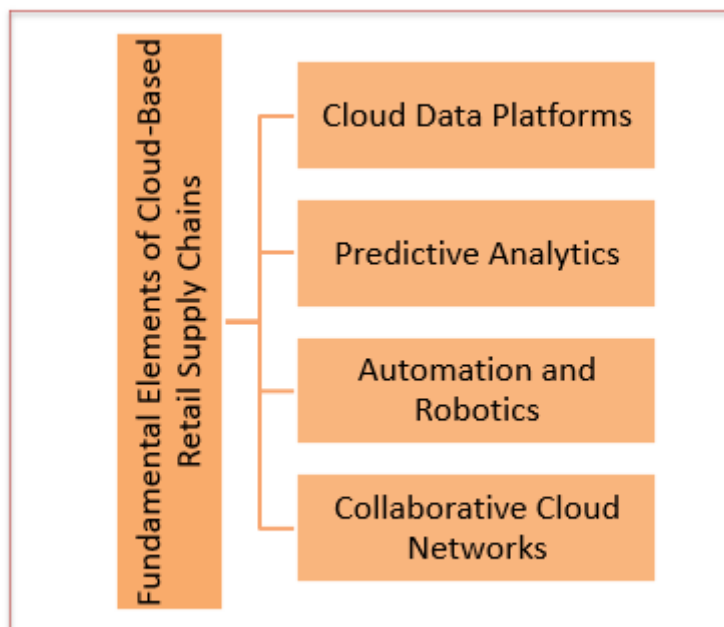 Fundamental Elements of Cloud-Based
Retail Supply Chains
Cloud Data Platforms
Predictive Analytics
Automation and
Robotics
Collaborative Cloud
Networks